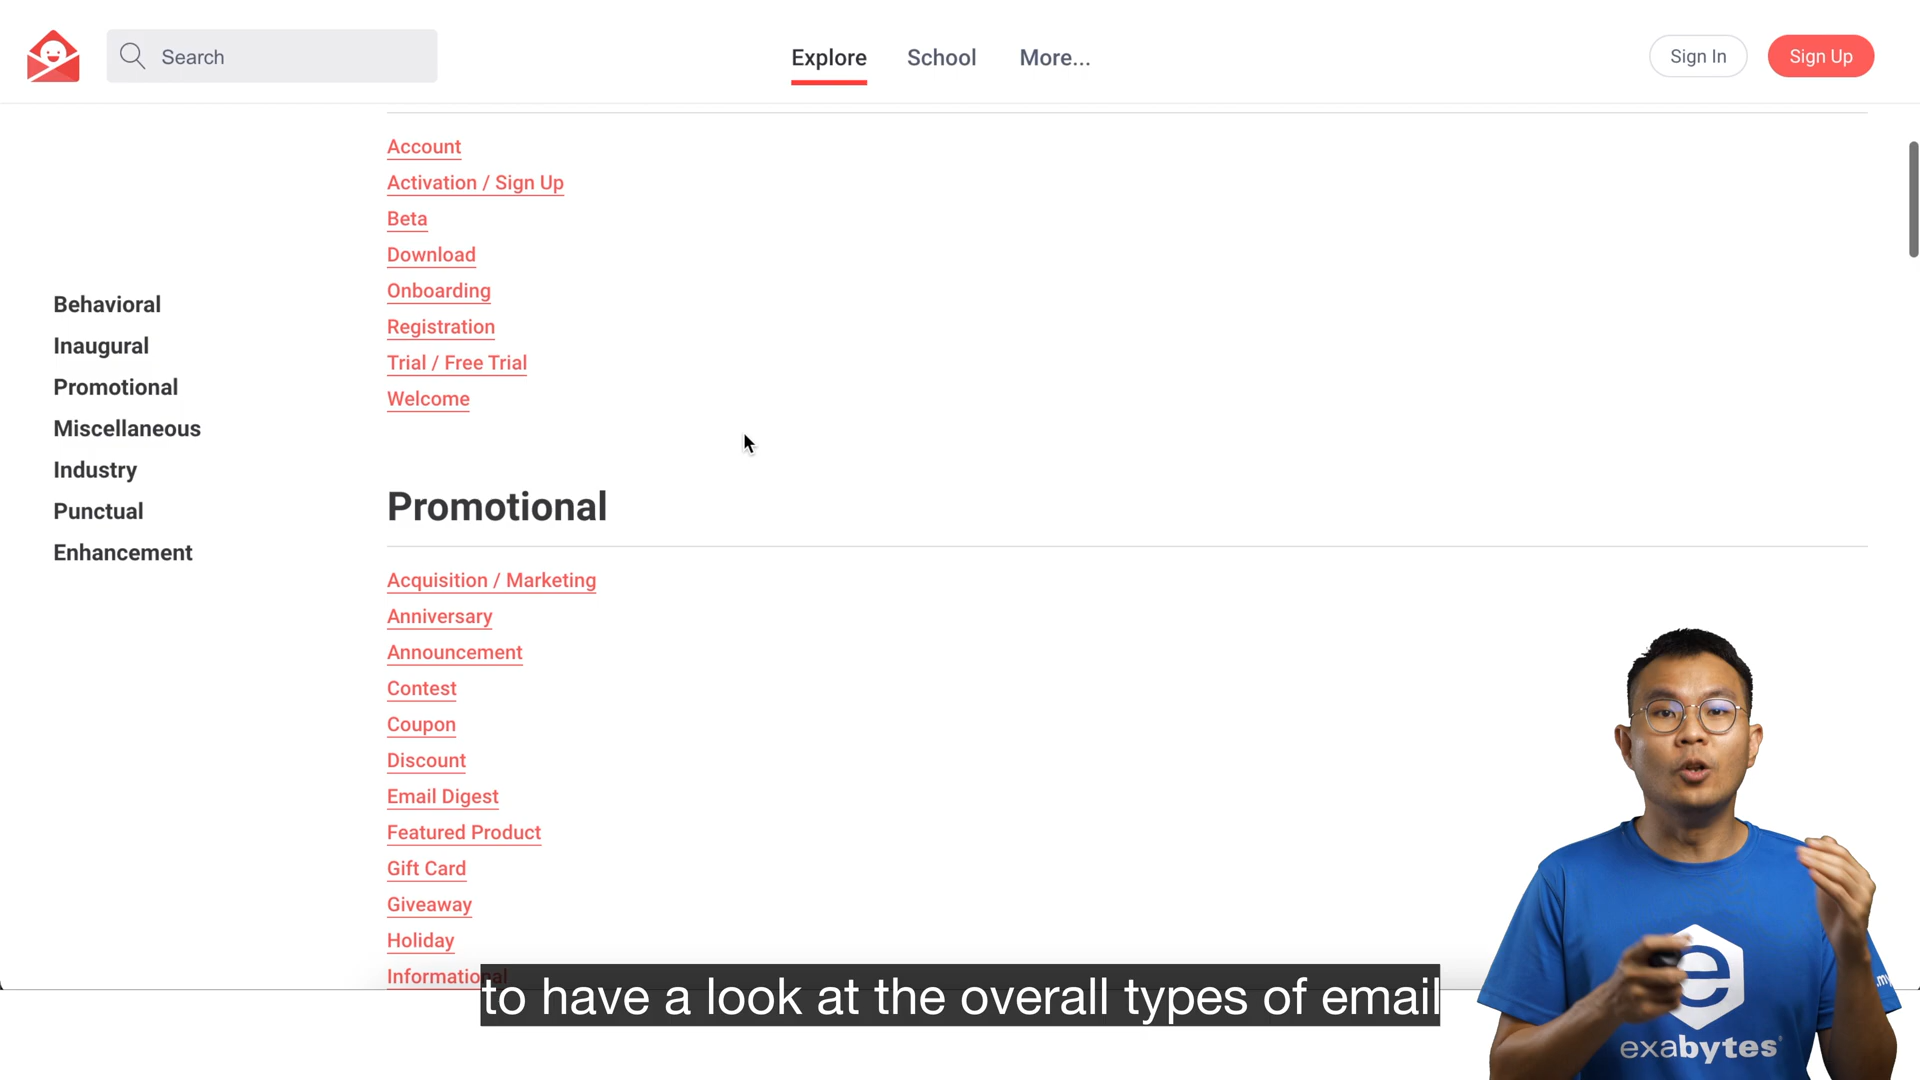 Search
Explore
School
More...
Sign In
Sign Up
Account
Activation / Sign Up
Beta
Download
Onboarding
Registration
Trial / Free Trial
Welcome
Behavioral
Inaugural
Promotional
Miscellaneous
Industry
Punctual
Enhancement
Promotional
Acquisition / Marketing
Anniversary
Announcement
Contest
Coupon
Discount
Email Digest
Featured Product
Gift Card
Giveaway
Holiday
Informational
to have a look at the overall types of email
e
exabytes
.my